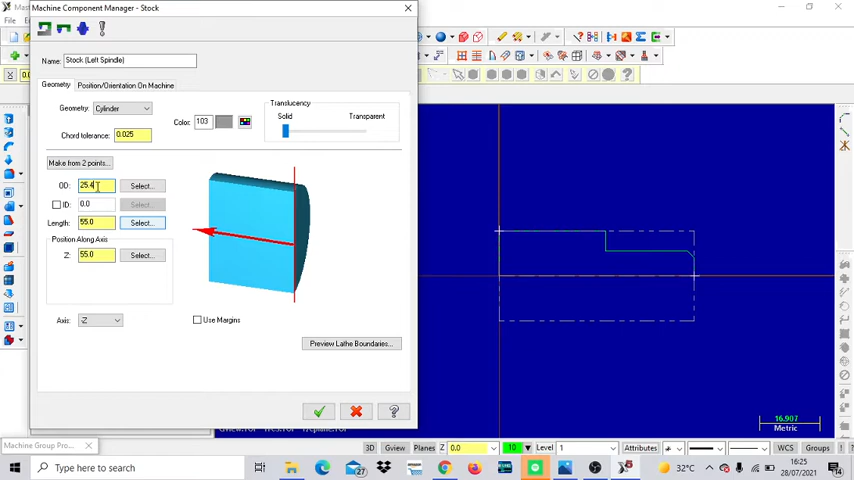 Machine Component Manager - Stock
Name: Stock (Left Spindle)
Geometry Position/Orientation On Machine
Geometry: Cylinder
Color: 103
Translucency
Solid Transparent
Chord tolerance: 0.025
Make from 2 points...
OD: 25.4 Select...
ID: 0.0 Select...
Length: 55.0 Select...
Position Along Axis
Z: 55.0 Select...
Axis: -Z
Use Margins
Preview Lathe Boundaries...
16.907
Metric
Machine Group Pro...
3D Gview Planes Z 0.0 10 Level 1 Attributes WCS Groups
Type here to search
27
32°C
16:25
28/07/2021
14